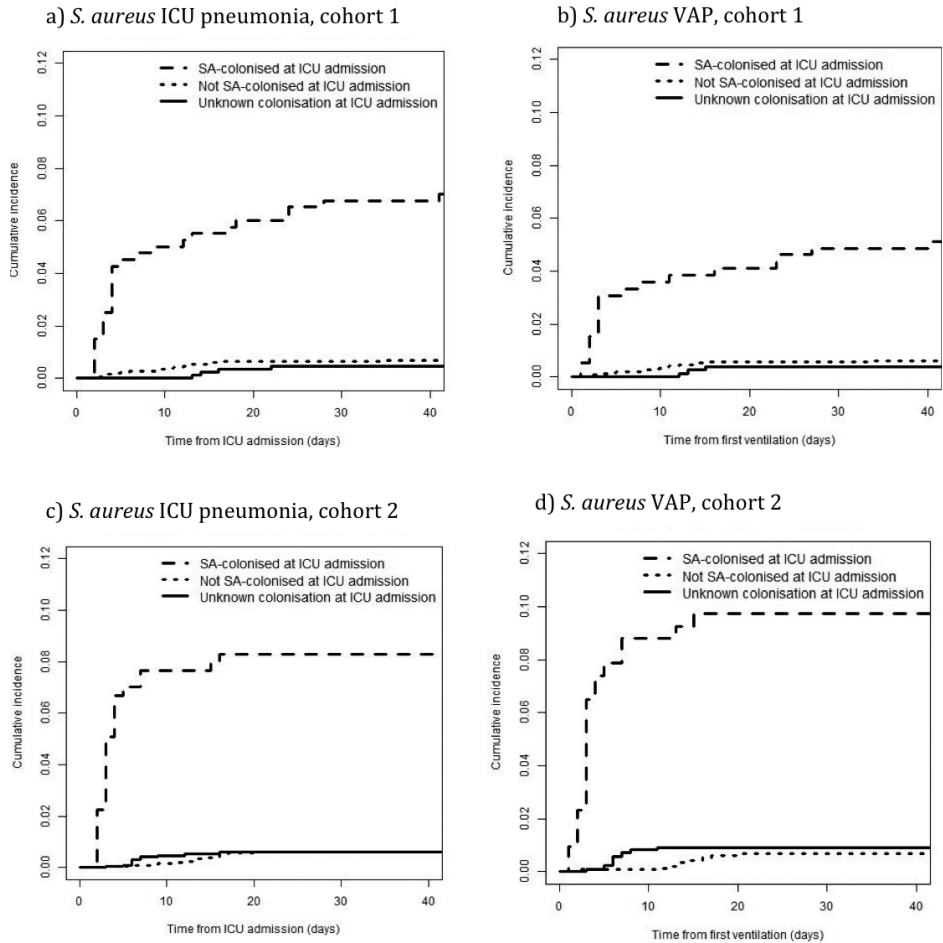 a) S. aureus ICU pneumonia, cohort 1
SA-colonised at ICU admission
Not SA-colonised at ICU admission
Unknown colonisation at ICU admission
Cumulative incidence
0.12
0.10
0.08
0.06
0.04
0.02
0.00
0 10 20 30 40
Time from ICU admission (days)
b) S. aureus VAP, cohort 1
SA-colonised at ICU admission
Not SA-colonised at ICU admission
Unknown colonisation at ICU admission
Cumulative incidence
0.12
0.10
0.08
0.06
0.04
0.02
0.00
0 10 20 30 40
Time from first ventilation (days)
c) S. aureus ICU pneumonia, cohort 2
SA-colonised at ICU admission
Not SA-colonised at ICU admission
Unknown colonisation at ICU admission
Cumulative incidence
0.12
0.10
0.08
0.06
0.04
0.02
0.00
0 10 20 30 40
Time from ICU admission (days)
d) S. aureus VAP, cohort 2
SA-colonised at ICU admission
Not SA-colonised at ICU admission
Unknown colonisation at ICU admission
Cumulative incidence
0.12
0.10
0.08
0.06
0.04
0.02
0.00
0 10 20 30 40
Time from first ventilation (days)